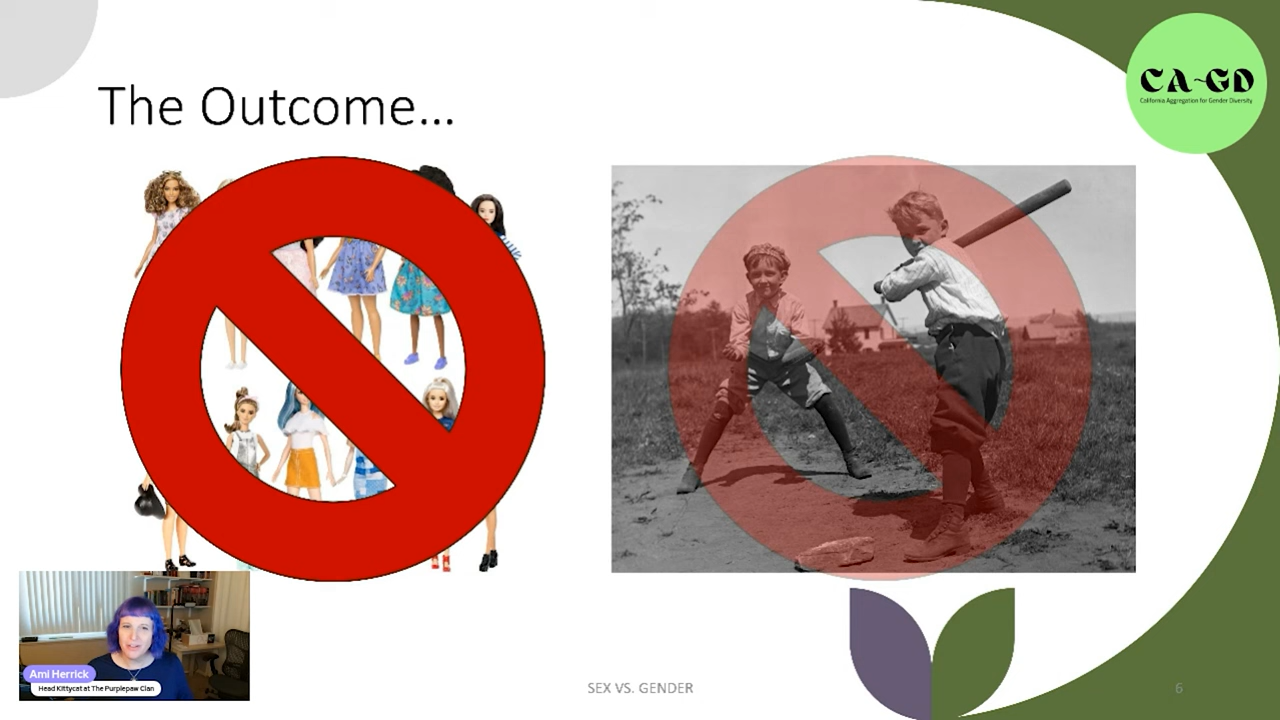 The Outcome...
CA-GD
California Aggregation for Gender Diversity
Ami Herrick
Head Kittycat at The Purplepaw Clan
SEX VS. GENDER
6